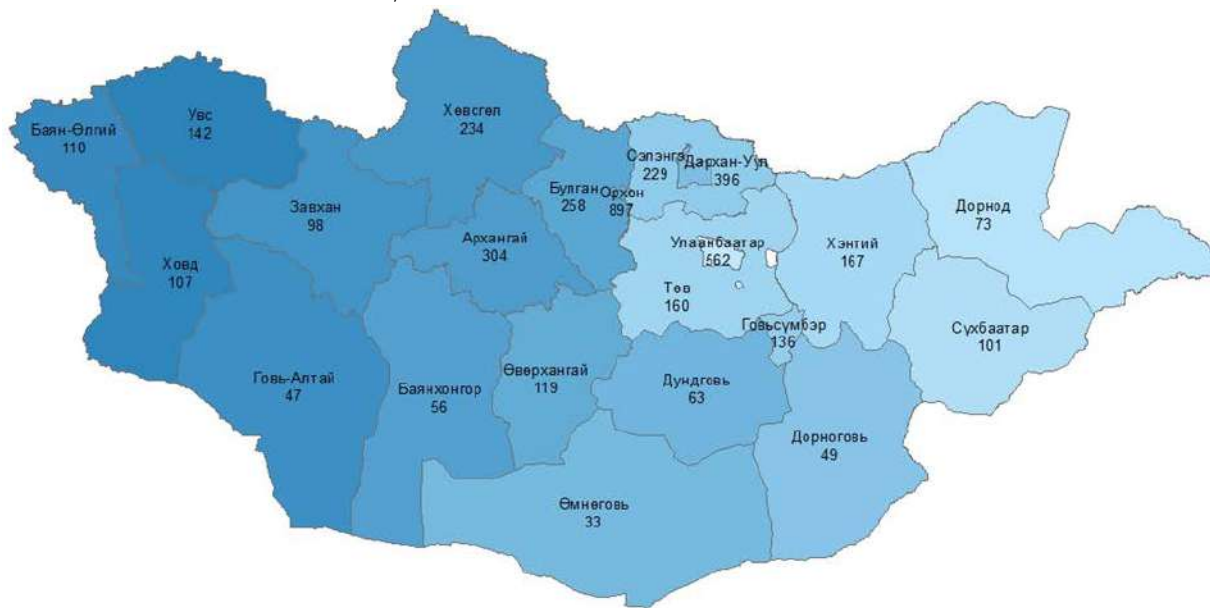 Баян-Өлгий
110
Увс
142
Хөвсгөл
234
Ховд
107
Завхан
98
Говь-Алтай
47
Баянхонгор
56
Архангай
304
Өвөрхангай
119
Булган
258
Орхон
897
Сэлэнгэ
229
Дархан-Уул
396
Улаанбаатар
562
Төв
160
Говьсүмбэр
136
Дундговь
63
Өмнөговь
33
Дорноговь
49
Хэнтий
167
Дорнод
73
Сүхбаатар
101